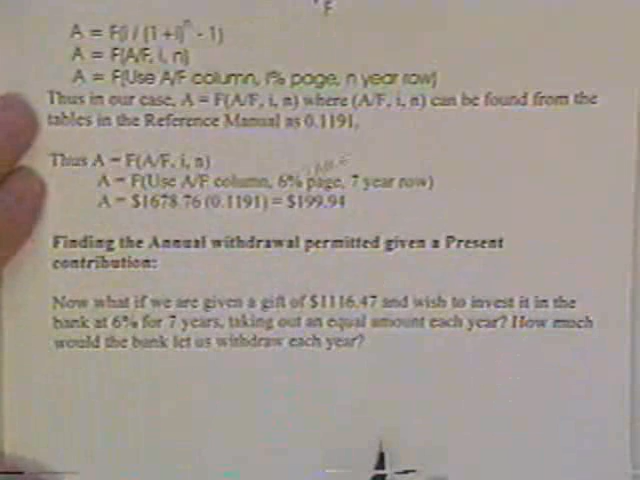 F
A = F(i / (1 +i)^n - 1)
A = F(A/F, i, n)
A = F(Use A/F column, i% page, n year row)
Thus in our case, A = F(A/F, i, n) where (A/F, i, n) can be found from the
tables in the Reference Manual as 0.1191.
Thus A = F(A/F, i, n)
A = F(Use A/F column, 6% page, 7 year row)
A = $1678.76 (0.1191) = $199.94
Finding the Annual withdrawal permitted given a Present
contribution:
Now what if we are given a gift of $1116.47 and wish to invest it in the
bank at 6% for 7 years, taking out an equal amount each year? How much
would the bank let us withdraw each year?